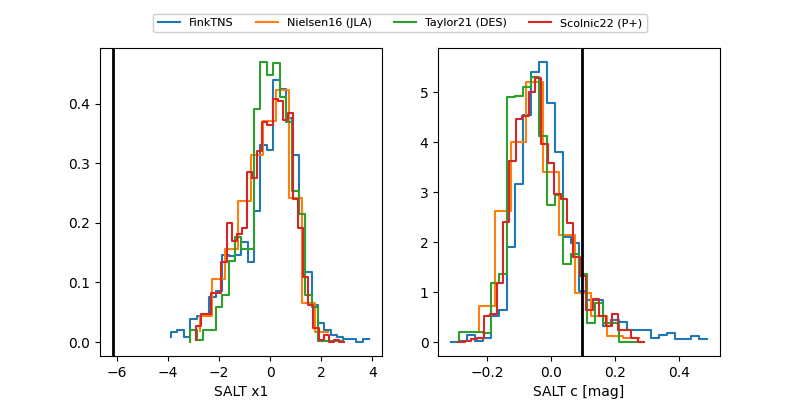 FinkTNS Nielsen16 (JLA) Taylor21 (DES) Scolnic22 (P+)
0.4
0.3
0.2
0.1
0.0
−6 −4 −2 0 2 4
SALT x1
5
4
3
2
1
0
−0.2 0.0 0.2 0.4
SALT c [mag]